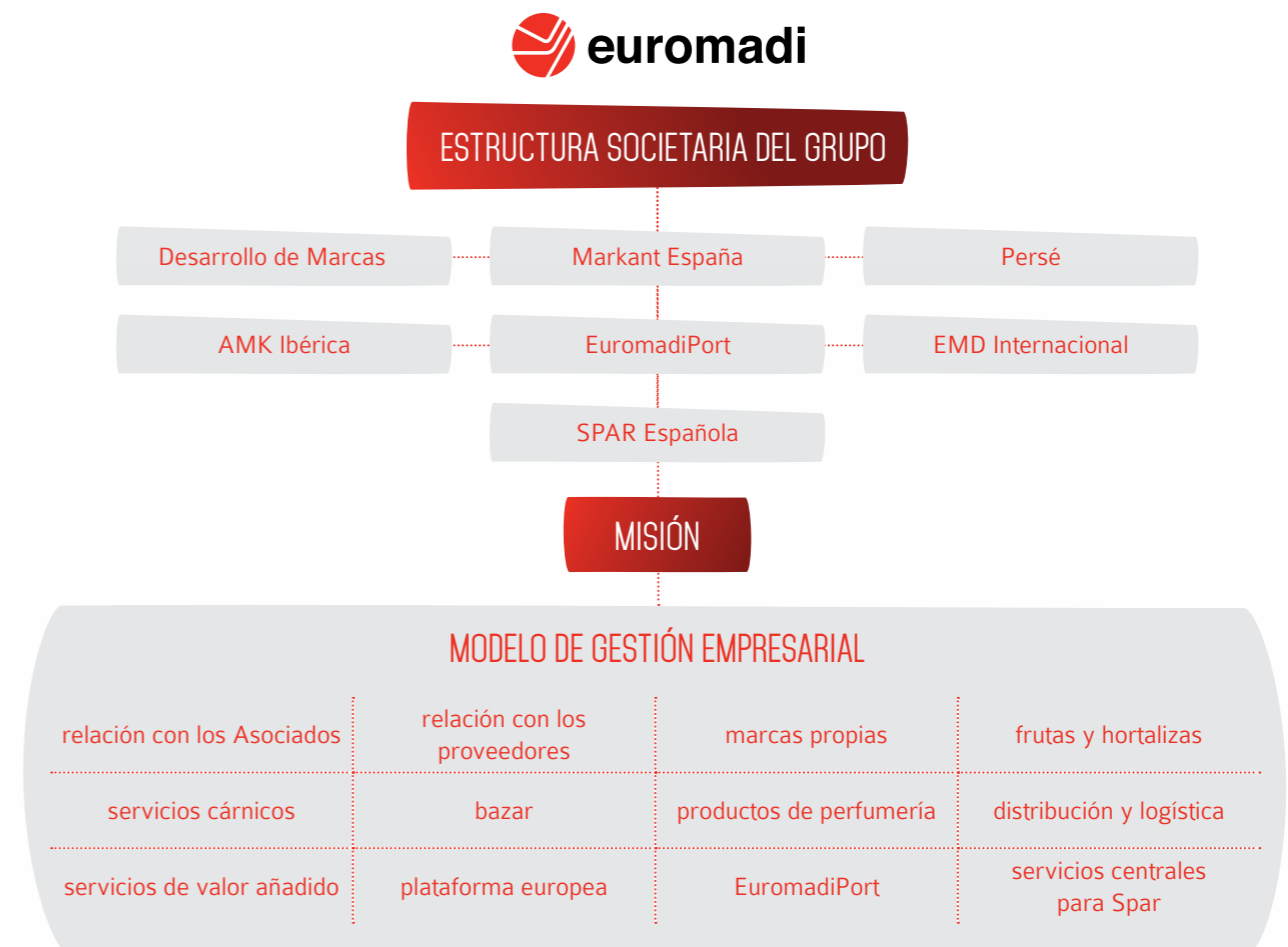 euromadi
ESTRUCTURA SOCIETARIA DEL GRUPO
Desarrollo de Marcas
Markant España
Persé
AMK Ibérica
EuromadiPort
EMD Internacional
SPAR Española
MISIÓN
MODELO DE GESTIÓN EMPRESARIAL
relación con los Asociados
relación con los
proveedores
marcas propias
frutas y hortalizas
servicios cárnicos
bazar
productos de perfumería
distribución y logística
servicios de valor añadido
plataforma europea
EuromadiPort
servicios centrales
para Spar